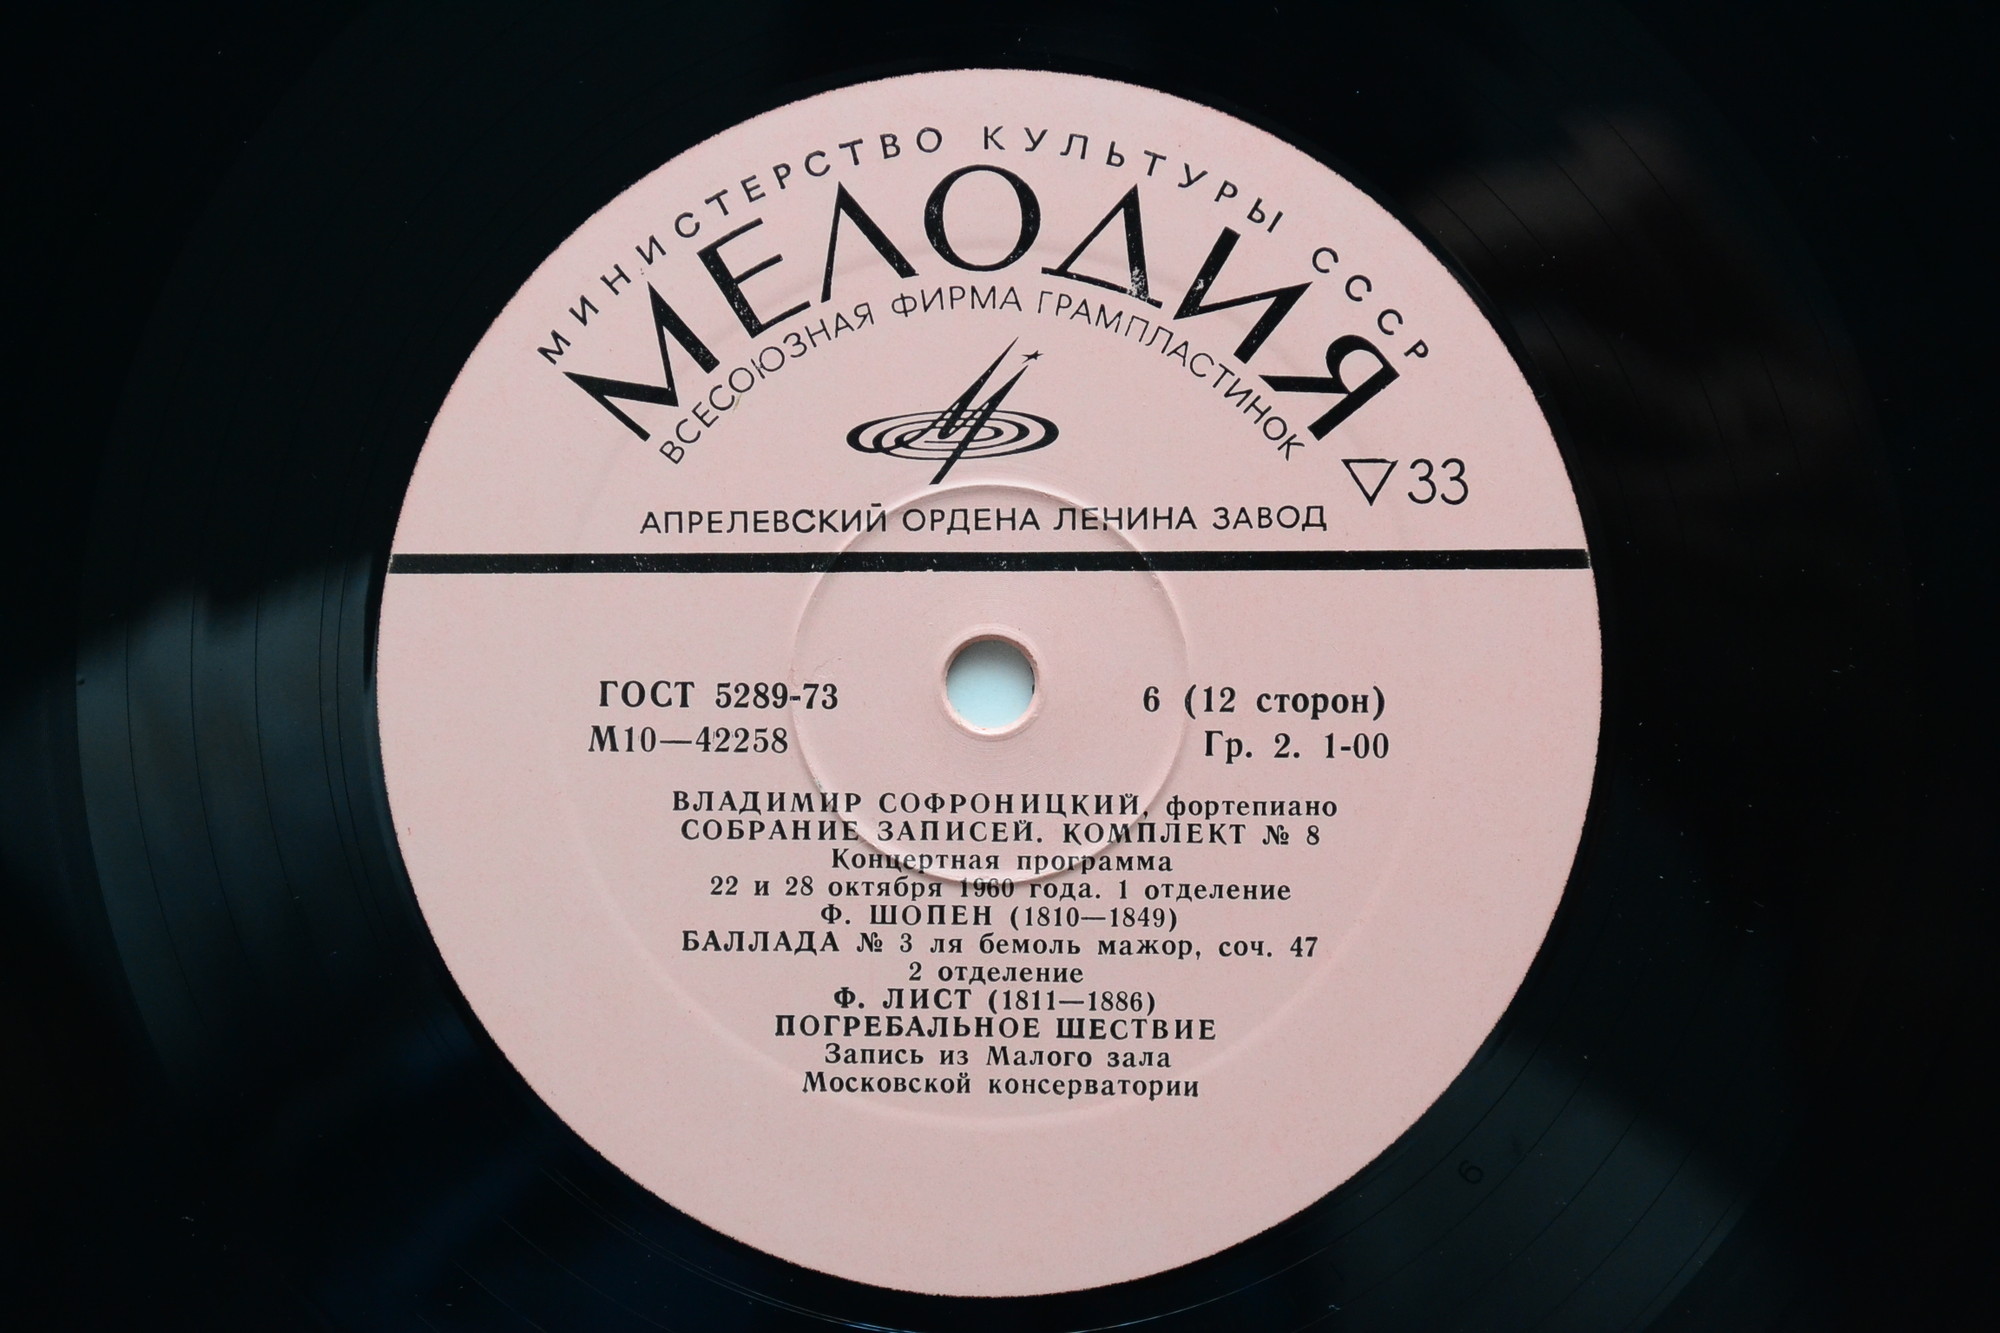 МИНИСТЕРСТВО КУЛЬТУРЫ СССР
МЕЛОДИЯ
ВСЕСОЮЗНАЯ ФИРМА ГРАМПЛАСТИНОК
33
АПРЕЛЕВСКИЙ ОРДЕНА ЛЕНИНА ЗАВОД
ГОСТ 5289-73
6 (12 сторон)
М10—42258
Гр. 2. 1-00
ВЛАДИМИР СОФРОНИЦКИЙ, фортепиано
СОБРАНИЕ ЗАПИСЕЙ. КОМПЛЕКТ № 8
Концертная программа
22 и 28 октября 1960 года. 1 отделение
Ф. ШОПЕН (1810—1849)
БАЛЛАДА № 3 ля бемоль мажор, соч. 47
2 отделение
Ф. ЛИСТ (1811—1886)
ПОГРЕБАЛЬНОЕ ШЕСТВИЕ
Запись из Малого зала
Московской консерватории
6